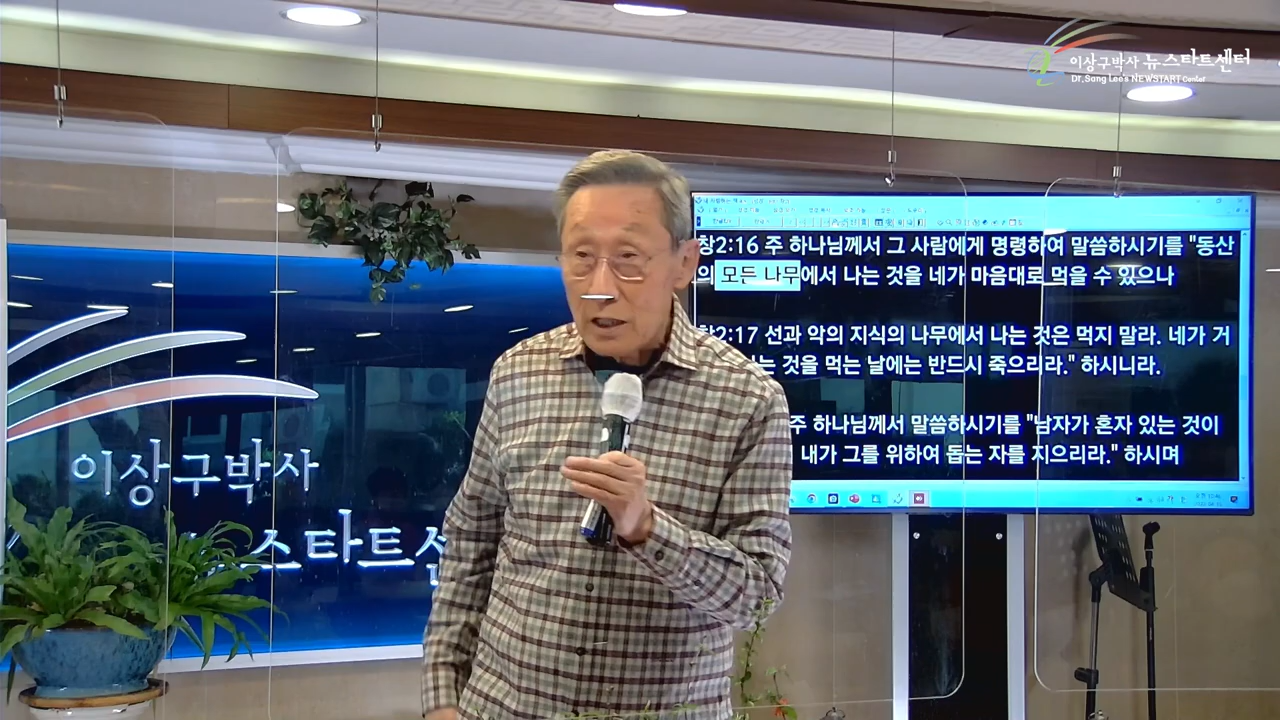 이상구박사 뉴스타트센터
Dr.Sang Lee's NEWSTART Center
창2:16 주 하나님께서 그 사람에게 명령하여 말씀하시기를 "동산
의 모든 나무에서 나는 것을 네가 마음대로 먹을 수 있으나
창2:17 선과 악의 지식의 나무에서 나는 것은 먹지 말라. 네가 거
는 것을 먹는 날에는 반드시 죽으리라." 하시니라.
주 하나님께서 말씀하시기를 "남자가 혼자 있는 것이
내가 그를 위하여 돕는 자를 지으리라." 하시며
이상구박사
스타트센